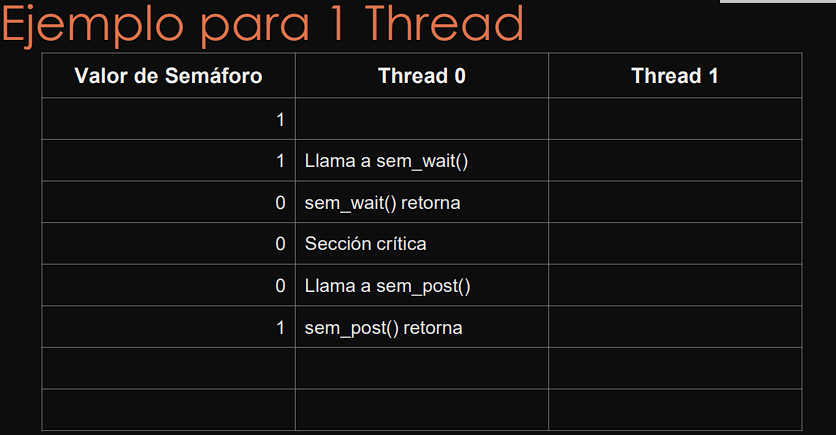 Ejemplo para 1 Thread
Valor de Semáforo Thread 0 Thread 1
1
1 Llama a sem_wait()
0 sem_wait() retorna
0 Sección crítica
0 Llama a sem_post()
1 sem_post() retorna